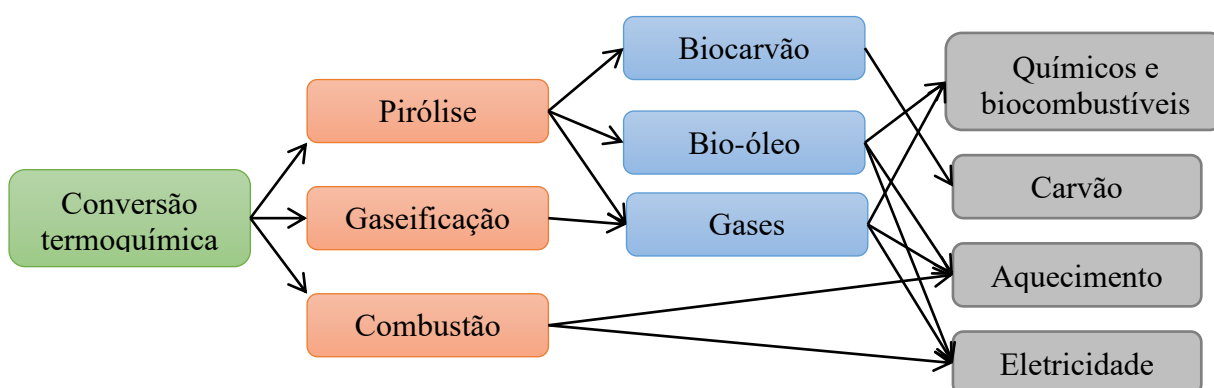 Conversão
termoquímica
Pirólise
Gaseificação
Combustão
Biocarvão
Bio-óleo
Gases
Químicos e
biocombustíveis
Carvão
Aquecimento
Eletricidade